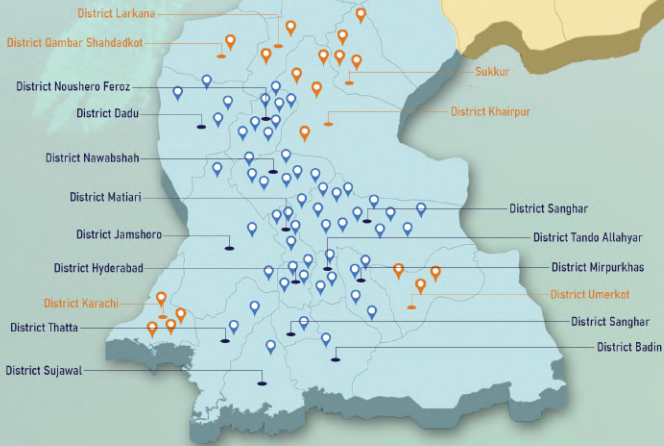 District Larkana
District Qambar Shahdadkot
Sukkur
District Noushero Feroz
District Dadu
District Khairpur
District Nawabshah
District Matiari
District Sanghar
District Jamshoro
District Tando Allahyar
District Hyderabad
District Mirpurkhas
District Karachi
District Umerkot
District Thatta
District Sanghar
District Badin
District Sujawal